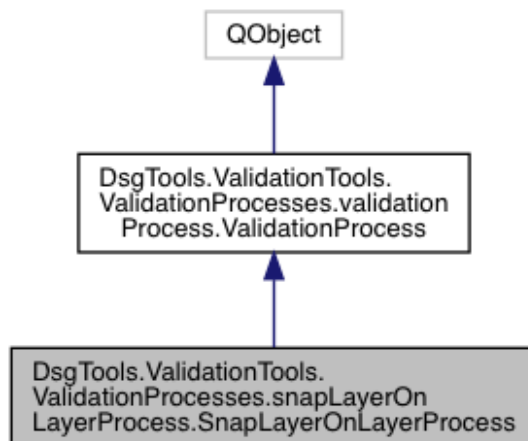 QObject
DsgTools.ValidationTools.
ValidationProcesses.validation
Process.ValidationProcess
DsgTools.ValidationTools.
ValidationProcesses.snapLayerOn
LayerProcess.SnapLayerOnLayerProcess